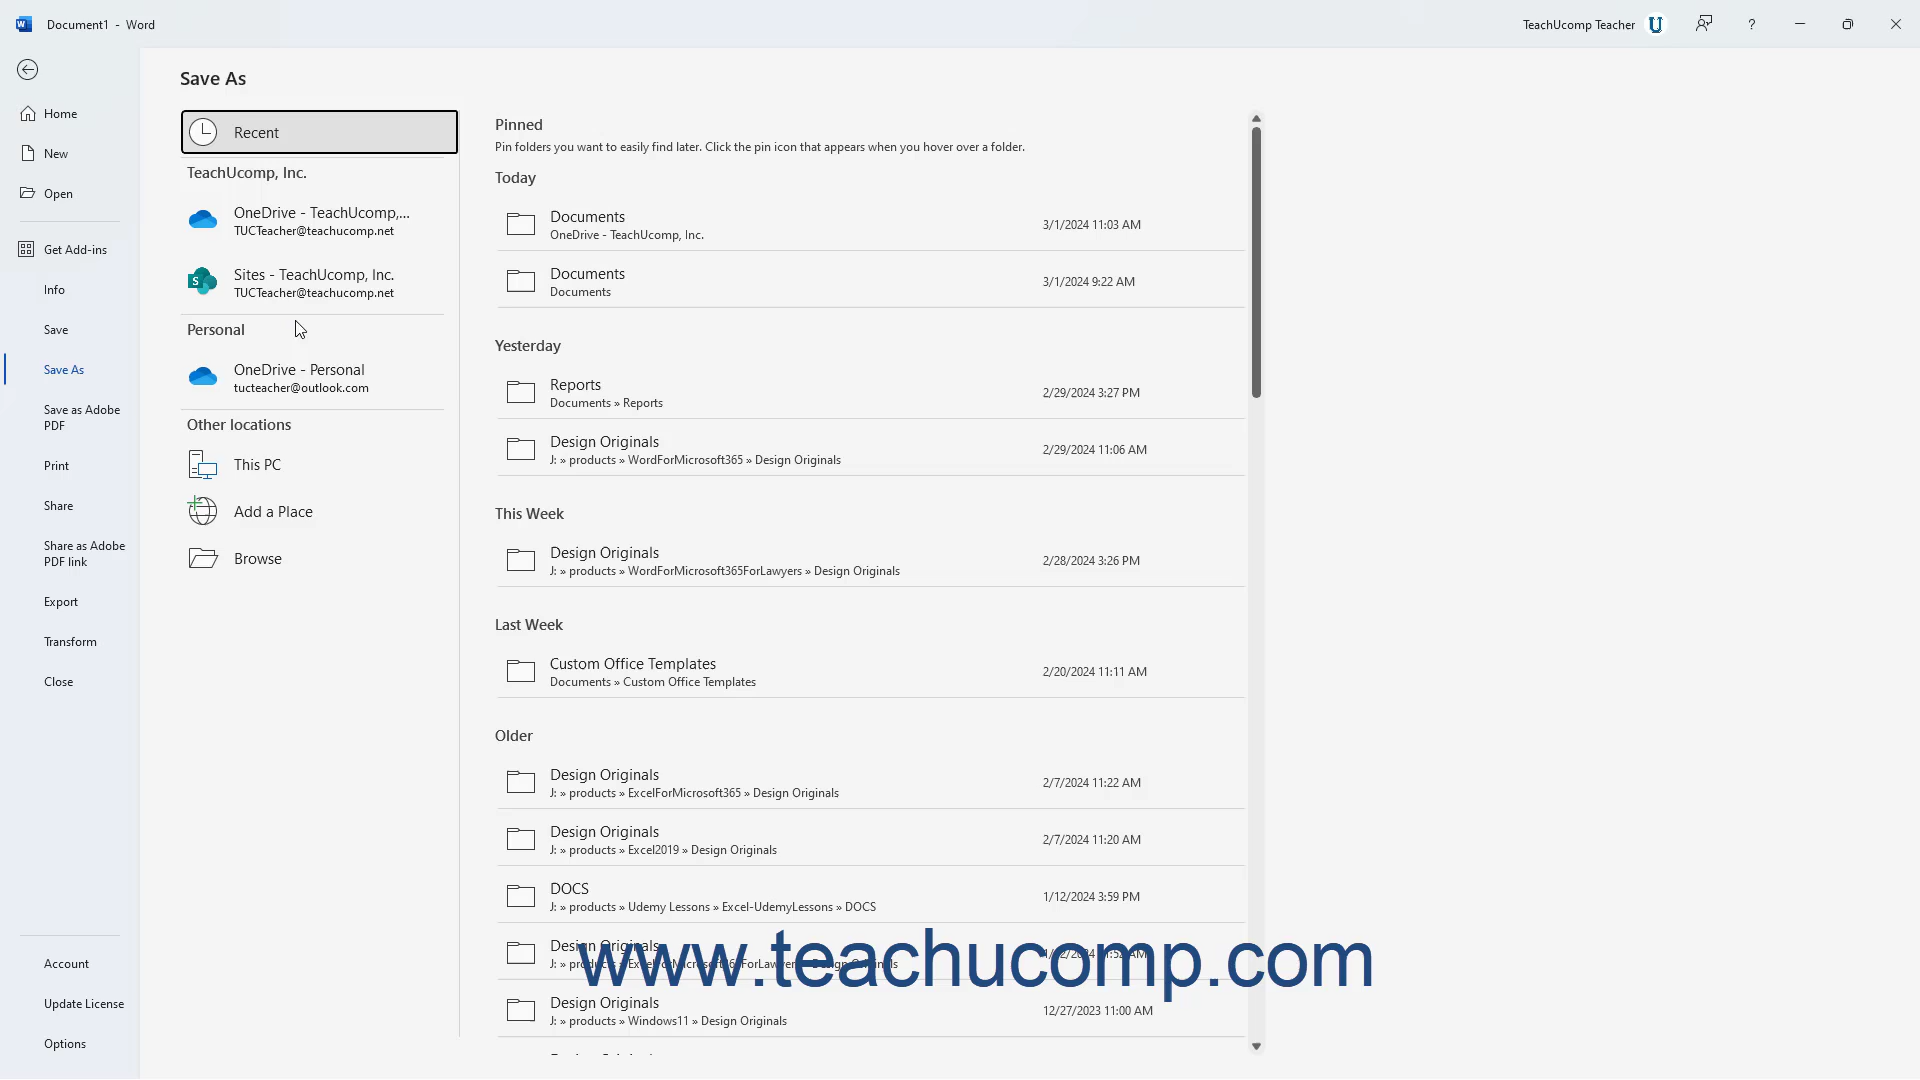 Document1 - Word
TeachUcomp Teacher
Home
New
Open
Get Add-ins
Info
Save
Save As
Save as Adobe
PDF
Print
Share
Share as Adobe
PDF link
Export
Transform
Close
Account
Update License
Options
Save As
Recent
TeachUcomp, Inc.
OneDrive - TeachUcomp,...
TUCTeacher@teachucomp.net
Sites - TeachUcomp, Inc.
TUCTeacher@teachucomp.net
Personal
OneDrive - Personal
tucteacher@outlook.com
Other locations
This PC
Add a Place
Browse
Pinned
Pin folders you want to easily find later. Click the pin icon that appears when you hover over a folder.
Today
Documents
OneDrive - TeachUcomp, Inc.
3/1/2024 11:03 AM
Documents
Documents
3/1/2024 9:22 AM
Yesterday
Reports
Documents » Reports
2/29/2024 3:27 PM
Design Originals
J: » products » WordForMicrosoft365 » Design Originals
2/29/2024 11:06 AM
This Week
Design Originals
J: » products » WordForMicrosoft365ForLawyers » Design Originals
2/28/2024 3:26 PM
Last Week
Custom Office Templates
Documents » Custom Office Templates
2/20/2024 11:11 AM
Older
Design Originals
J: » products » ExcelForMicrosoft365 » Design Originals
2/7/2024 11:22 AM
Design Originals
J: » products » Excel2019 » Design Originals
2/7/2024 11:20 AM
DOCS
J: » products » Udemy Lessons » Excel-UdemyLessons » DOCS
1/12/2024 3:59 PM
Design Originals
J: » products » Design Originals
www.teachucomp.com
Design Originals
J: » products » Windows11 » Design Originals
12/27/2023 11:00 AM